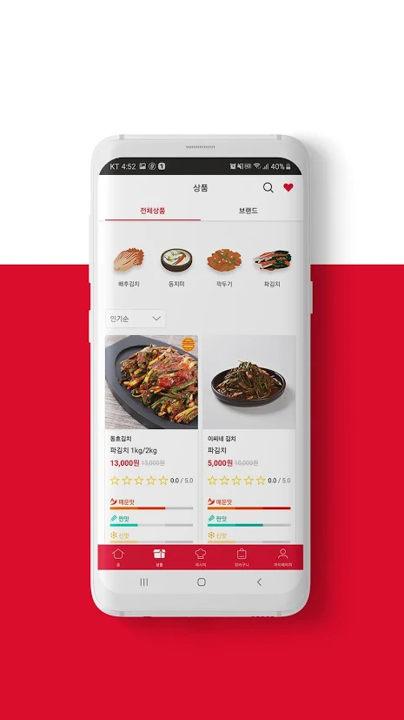 KT 4:52
40%
상품
전체상품
브랜드
배추김치
동치미
깍두기
파김치
인기순
동호김치
파김치 1kg/2kg
13,000원 15,000원
0.0 / 5.0
매운맛
짠맛
신맛
이씨네 김치
파김치
5,000원 10,000원
0.0 / 5.0
매운맛
짠맛
신맛
홈
상품
레시피
장바구니
마이페이지